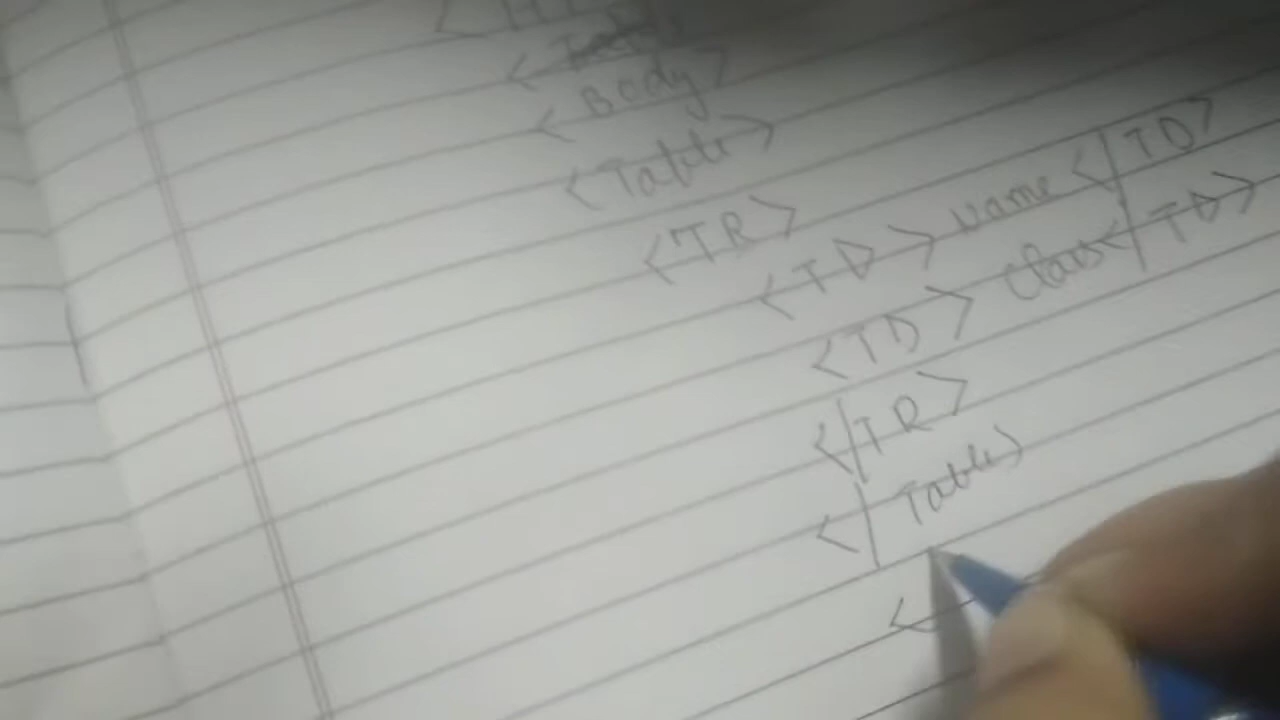 <Body>
<Table>
<TR>
<TD> Name </TD>
<TD> Class </TD>
</TR>
</Table>
<